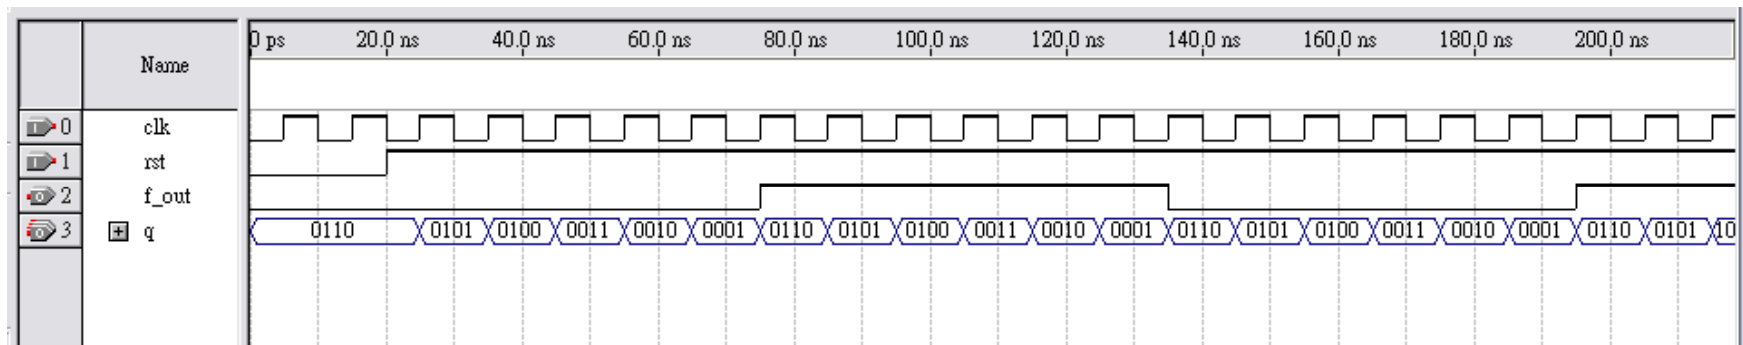 0 ps 20.0 ns 40.0 ns 60.0 ns 80.0 ns 100.0 ns 120.0 ns 140.0 ns 160.0 ns 180.0 ns 200.0 ns
Name
0 clk
1 rst
2 f_out
3 + q 0110 0101 0100 0011 0010 0001 0110 0101 0100 0011 0010 0001 0110 0101 0100 0011 0010 0001 0110 0101 10